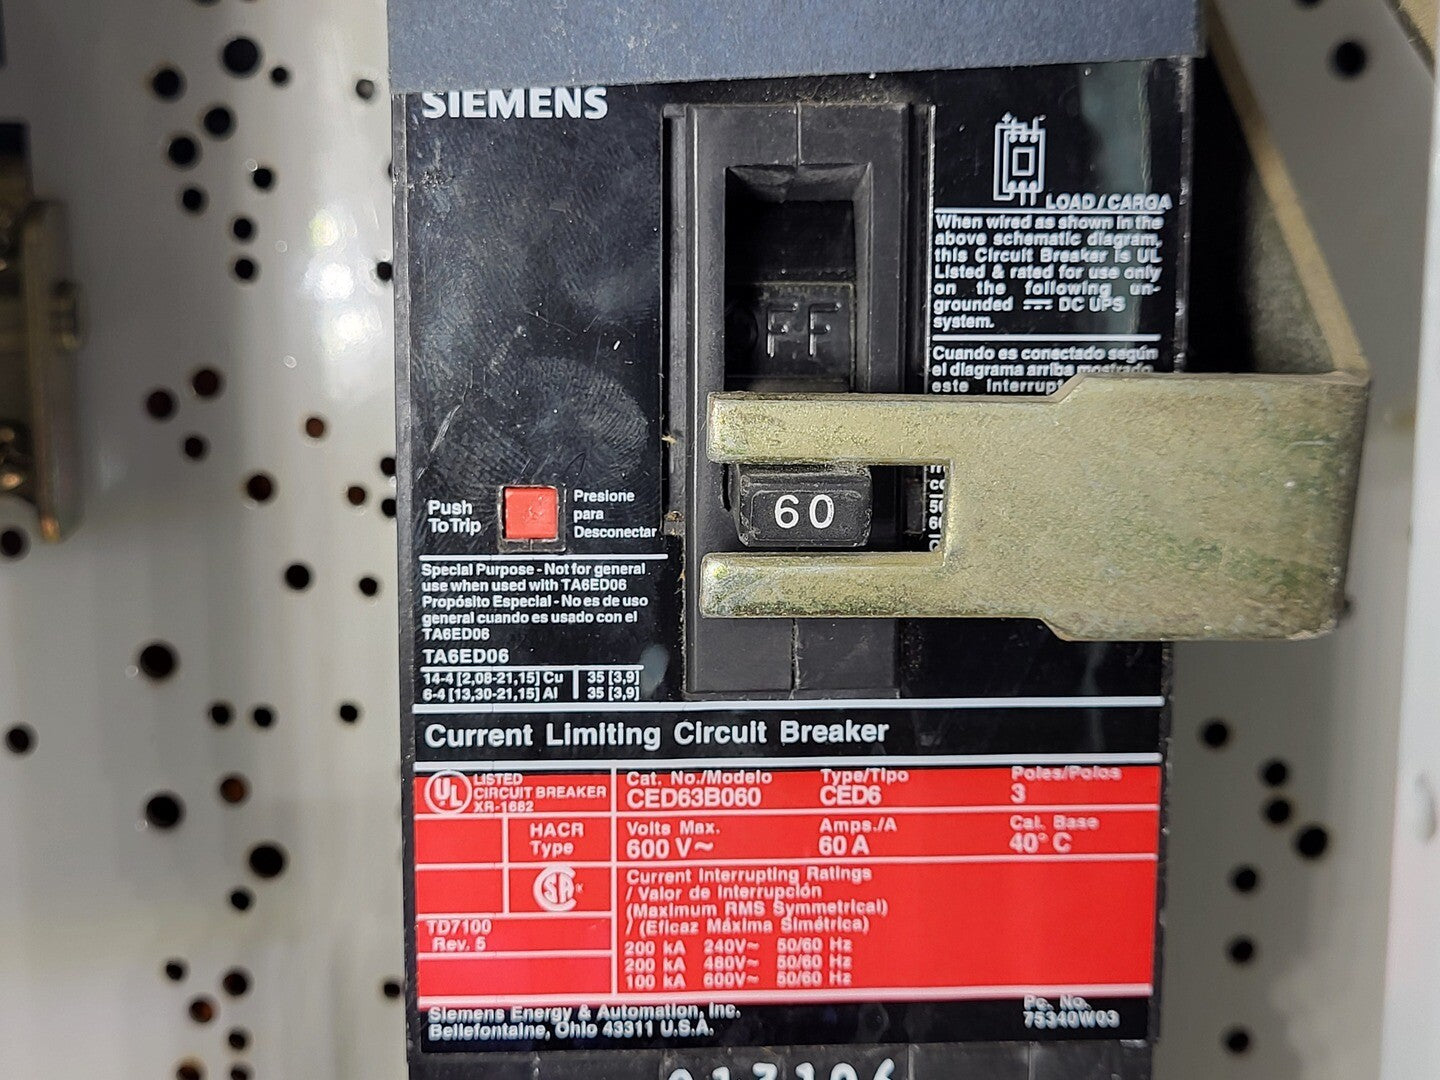 SIEMENS
LOAD/CARGA
When wired as shown in the
above schematic diagram,
this Circuit Breaker is UL
Listed & rated for use only
on the following un-
grounded ⎓ DC UPS
system.
Cuando es conectado según
el diagrama arriba mostrado
este
OFF
60
Push
To Trip
Presione
para
Desconectar
Special Purpose - Not for general
use when used with TA6ED06
Propósito Especial - No es de uso
general cuando es usado con el
TA6ED06
TA6ED06
14-4 [2,08-21,15] Cu | 35 [3,9]
6-4 [13,30-21,15] Al | 35 [3,9]
Current Limiting Circuit Breaker
UL LISTED
CIRCUIT BREAKER
XR-1682
HACR
Type
SA
TD7100
Rev. 5
Cat. No./Modelo Type/Tipo Poles/Polos
CED63B060 CED6 3
Volts Max. Amps./A Cal. Base
600 V~ 60 A 40° C
Current Interrupting Ratings
/ Valor de Interrupción
(Maximum RMS Symmetrical)
/ (Eficaz Máxima Simétrica)
200 kA 240V~ 50/60 Hz
200 kA 480V~ 50/60 Hz
100 kA 600V~ 50/60 Hz
Siemens Energy & Automation, Inc.
Bellefontaine, Ohio 43311 U.S.A.
Pc. No.
75340W03